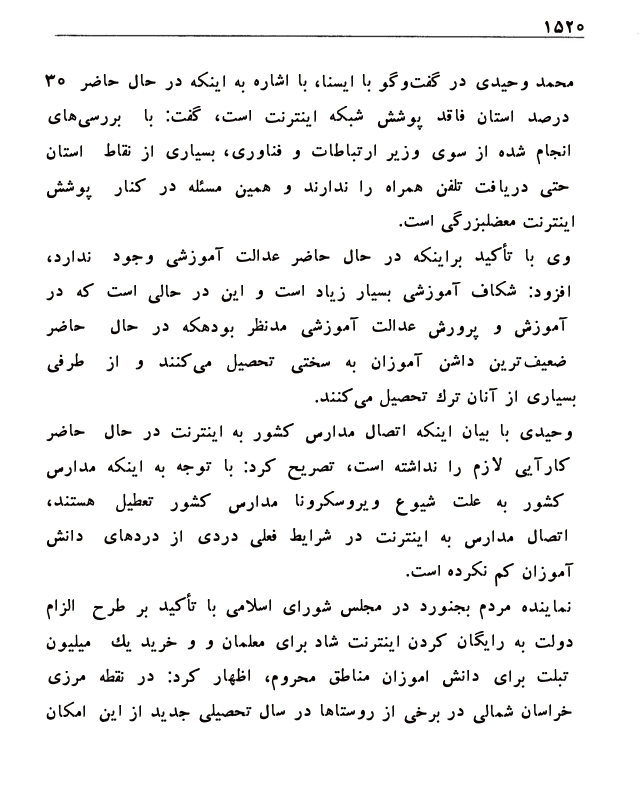 ۱۵۲۰
محمد وحیدی در گفت‌وگو با ایسنا، با اشاره به اینکه در حال حاضر ۳۰
درصد استان فاقد پوشش شبکه اینترنت است، گفت: با بررسی‌های
انجام شده از سوی وزیر ارتباطات و فناوری، بسیاری از نقاط استان
حتی دریافت تلفن همراه را ندارند و همین مسئله در کنار پوشش
اینترنت معضلبزرگی است.
وی با تأکید براینکه در حال حاضر عدالت آموزشی وجود ندارد،
افزود: شکاف آموزشی بسیار زیاد است و این در حالی است که در
آموزش و پرورش عدالت آموزشی مدنظر بودهکه در حال حاضر
ضعیف‌ترین داشن آموزان به سختی تحصیل می‌کنند و از طرفی
بسیاری از آنان ترك تحصیل می‌کنند.
وحیدی با بیان اینکه اتصال مدارس کشور به اینترنت در حال حاضر
کارآیی لازم را نداشته است، تصریح کرد: با توجه به اینکه مدارس
کشور به علت شیوع ویروسکرونا مدارس کشور تعطیل هستند،
اتصال مدارس به اینترنت در شرایط فعلی دردی از دردهای دانش
آموزان کم نکرده است.
نماینده مردم بجنورد در مجلس شورای اسلامی با تأکید بر طرح الزام
دولت به رایگان کردن اینترنت شاد برای معلمان و و خرید یك میلیون
تبلت برای دانش اموزان مناطق محروم، اظهار کرد: در نقطه مرزی
خراسان شمالی در برخی از روستاها در سال تحصیلی جدید از این امکان